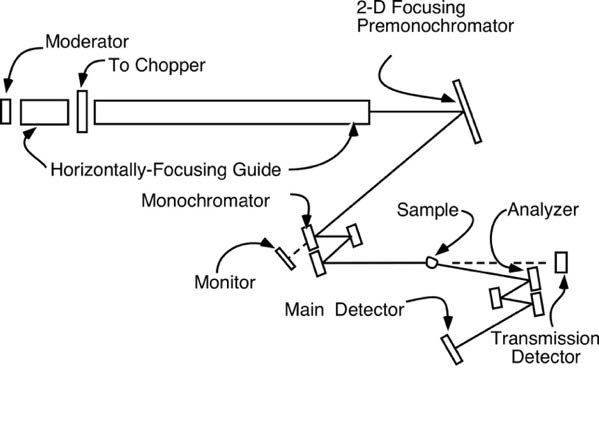 2-D Focusing
Premonochromator
Moderator
To Chopper
Horizontally-Focusing Guide
Monochromator
Sample
Analyzer
Monitor
Main Detector
Transmission
Detector